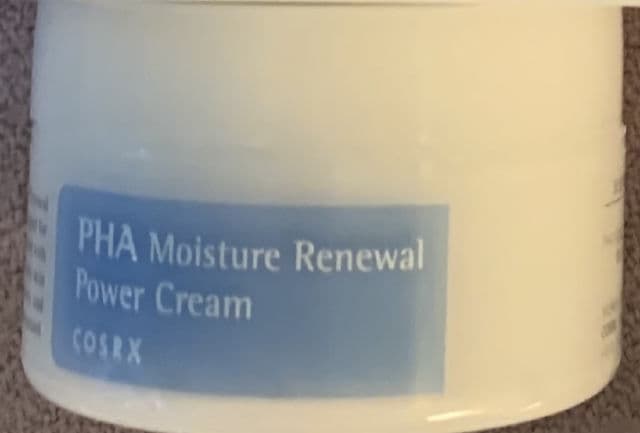 PHA Moisture Renewal
Power Cream
COSRX